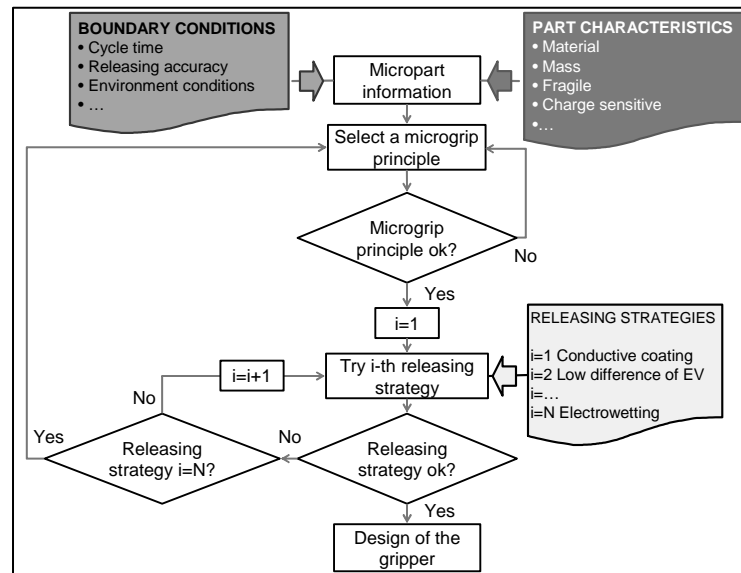 BOUNDARY CONDITIONS
• Cycle time
• Releasing accuracy
• Environment conditions
• …
PART CHARACTERISTICS
• Material
• Mass
• Fragile
• Charge sensitive
•…
Micropart
information
Select a microgrip
principle
Microgrip
principle ok?
No
Yes
i=1
RELEASING STRATEGIES
i=1 Conductive coating
i=2 Low difference of EV
i=…
i=N Electrowetting
i=i+1
Try i-th releasing
strategy
No
Yes
Releasing
strategy i=N?
No
Releasing
strategy ok?
Yes
Design of the
gripper